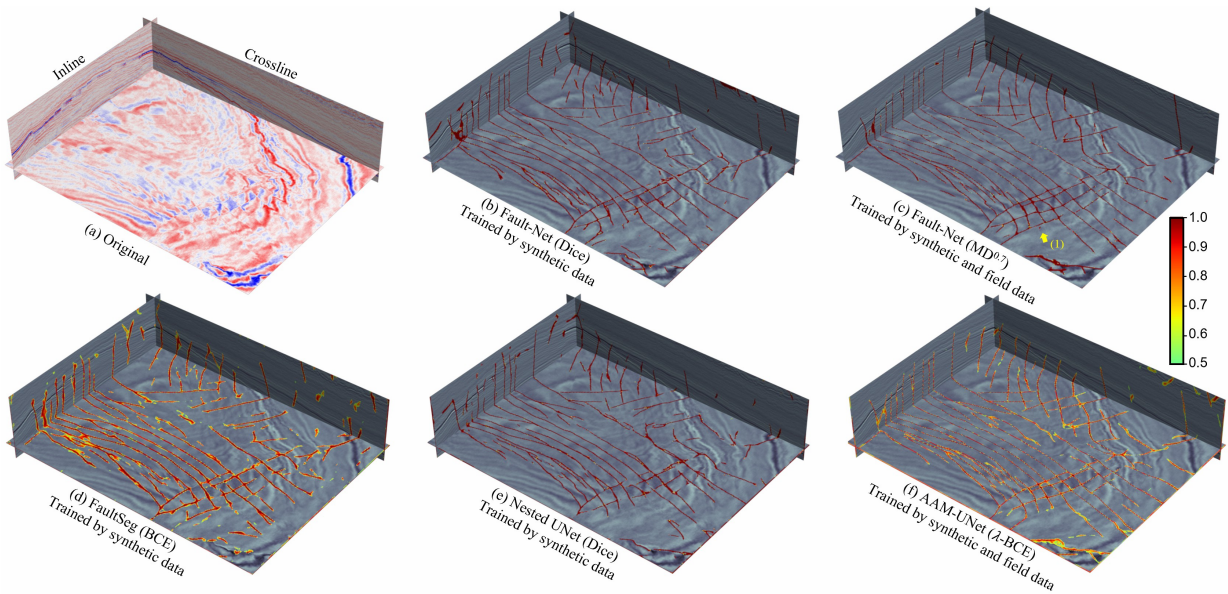 Inline
Crossline
(a) Original
(b) Fault-Net (Dice)
Trained by synthetic data
(c) Fault-Net (MD^0.7)
Trained by synthetic and field data
(1)
1.0
0.9
0.8
0.7
0.6
0.5
(d) FaultSeg (BCE)
Trained by synthetic data
(e) Nested UNet (Dice)
Trained by synthetic data
(f) AAM-UNet (λ-BCE)
Trained by synthetic and field data